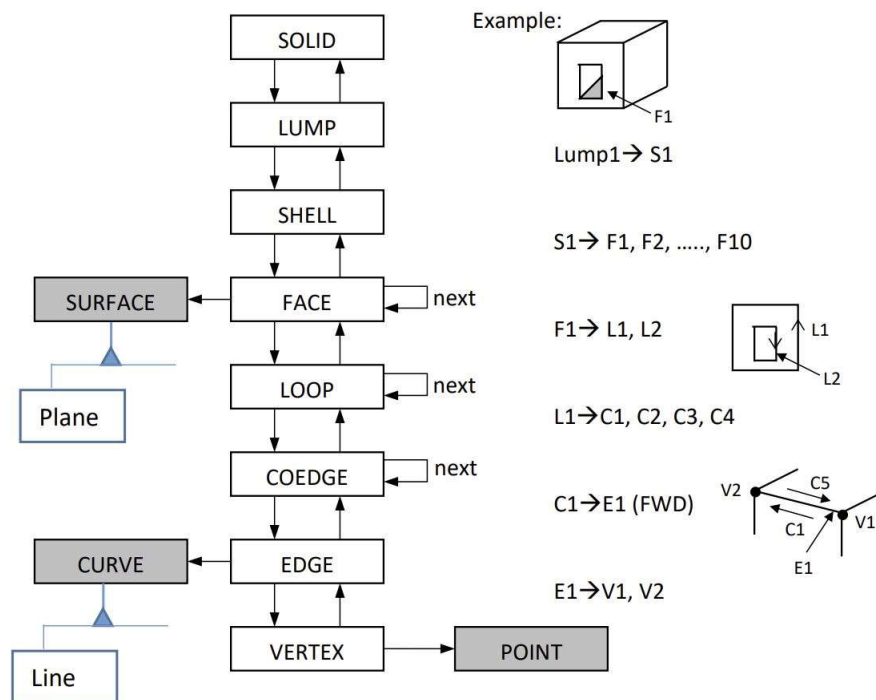 SOLID
LUMP
SHELL
SURFACE
FACE
next
Plane
LOOP
next
COEDGE
next
CURVE
EDGE
Line
VERTEX
POINT
Example:
F1
Lump1→ S1
S1→ F1, F2, ....., F10
F1→ L1, L2
L1
L2
L1→C1, C2, C3, C4
C1→E1 (FWD)
V2
C5
C1
V1
E1
E1→V1, V2